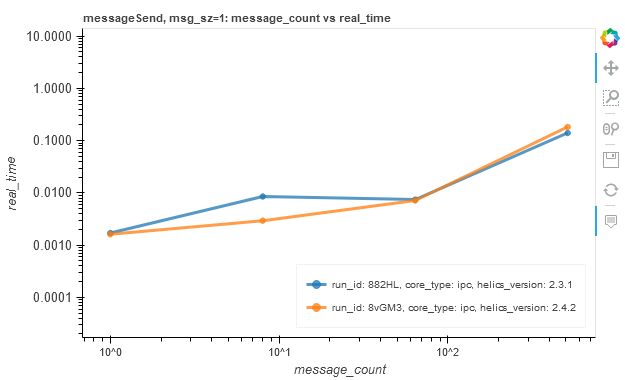 messageSend, msg_sz=1: message_count vs real_time
10.0000
1.0000
0.1000
0.0100
0.0010
0.0001
real_time
run_id: 882HL, core_type: ipc, helics_version: 2.3.1
run_id: 8vGM3, core_type: ipc, helics_version: 2.4.2
10^0
10^1
10^2
message_count